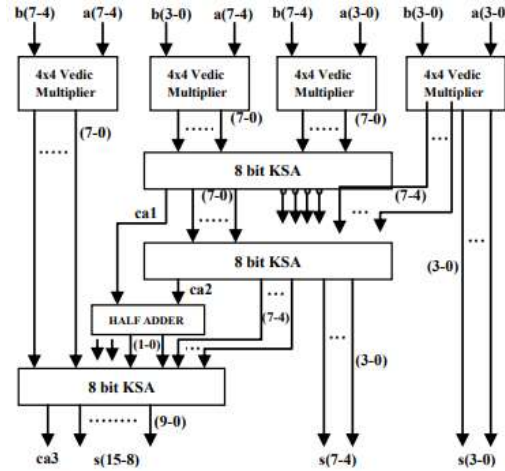 b(7-4) a(7-4) b(3-0) a(7-4) b(7-4) a(3-0) b(3-0) a(3-0)
4x4 Vedic Multiplier
4x4 Vedic Multiplier
4x4 Vedic Multiplier
4x4 Vedic Multiplier
(7-0)
(7-0)
(7-0)
8 bit KSA
ca1
(7-0)
(7-4)
8 bit KSA
(3-0)
ca2
HALF ADDER
(7-4)
(1-0)
(3-0)
8 bit KSA
(9-0)
ca3 s(15-8) s(7-4) s(3-0)